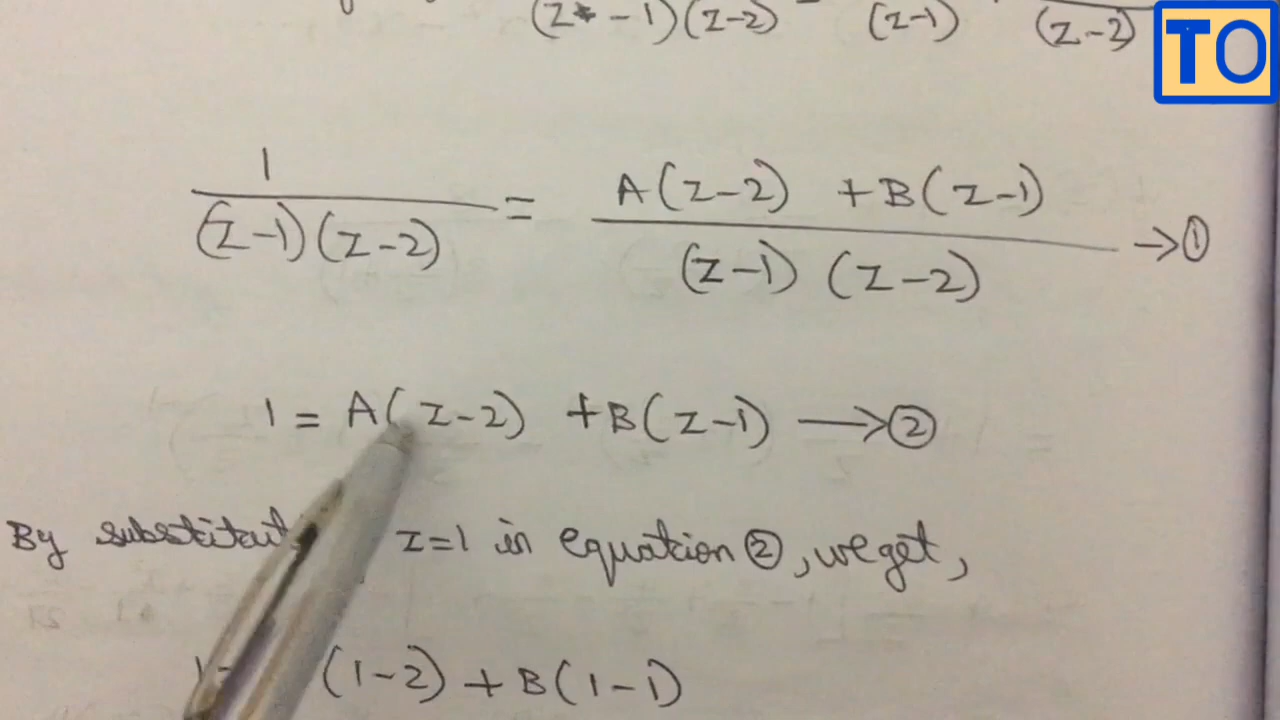 (z - 1)(z-2) (z-1) (z-2)
TO
1
(z-1)(z-2) = A(z-2) + B(z-1)
(z-1) (z-2) → ①
1 = A(z-2) + B(z-1) → ②
By z=1 in equation ②, we get,
(1-2) + B(1-1)